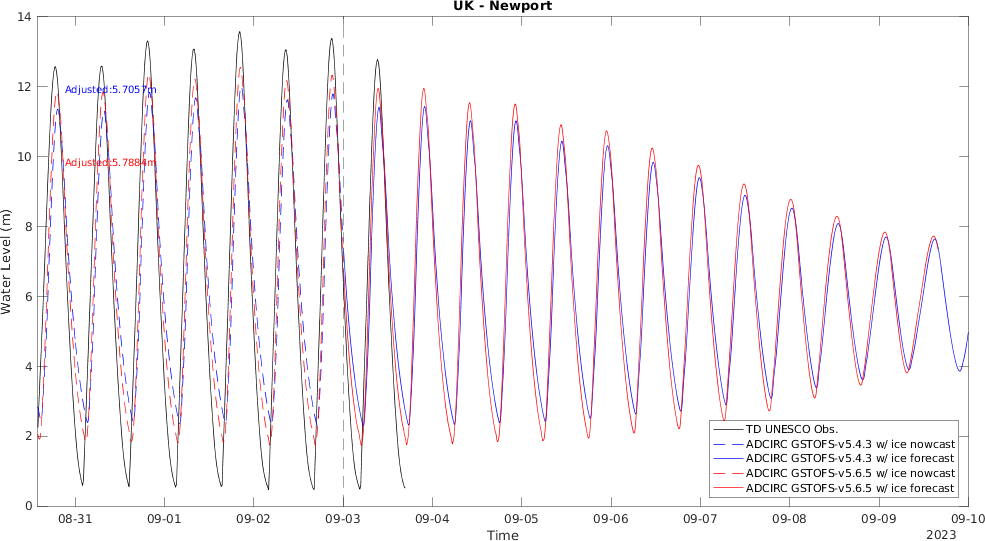 UK - Newport
14
12
10
8
6
4
2
0
Water Level (m)
Adjusted:5.7057m
Adjusted:5.7884m
TD UNESCO Obs.
ADCIRC GSTOFS-v5.4.3 w/ ice nowcast
ADCIRC GSTOFS-v5.4.3 w/ ice forecast
ADCIRC GSTOFS-v5.6.5 w/ ice nowcast
ADCIRC GSTOFS-v5.6.5 w/ ice forecast
08-31 09-01 09-02 09-03 09-04 09-05 09-06 09-07 09-08 09-09 09-10
Time
2023